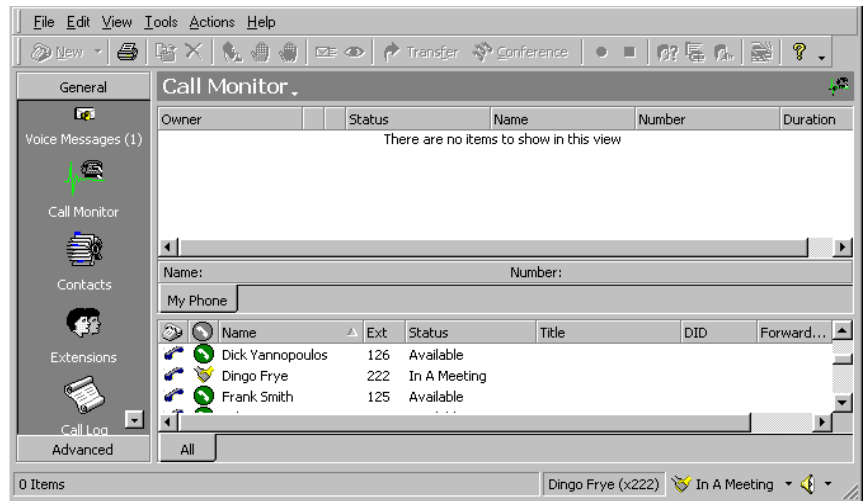 File Edit View Tools Actions Help
New Transfer Conference
General
Call Monitor
Voice Messages (1)
Call Monitor
Contacts
Extensions
Call Log
Advanced
Owner Status Name Number Duration
There are no items to show in this view
Name: Number:
My Phone
Name Ext Status Title DID Forward...
Dick Yannopoulos 126 Available
Dingo Frye 222 In A Meeting
Frank Smith 125 Available
All
0 Items Dingo Frye (x222) In A Meeting